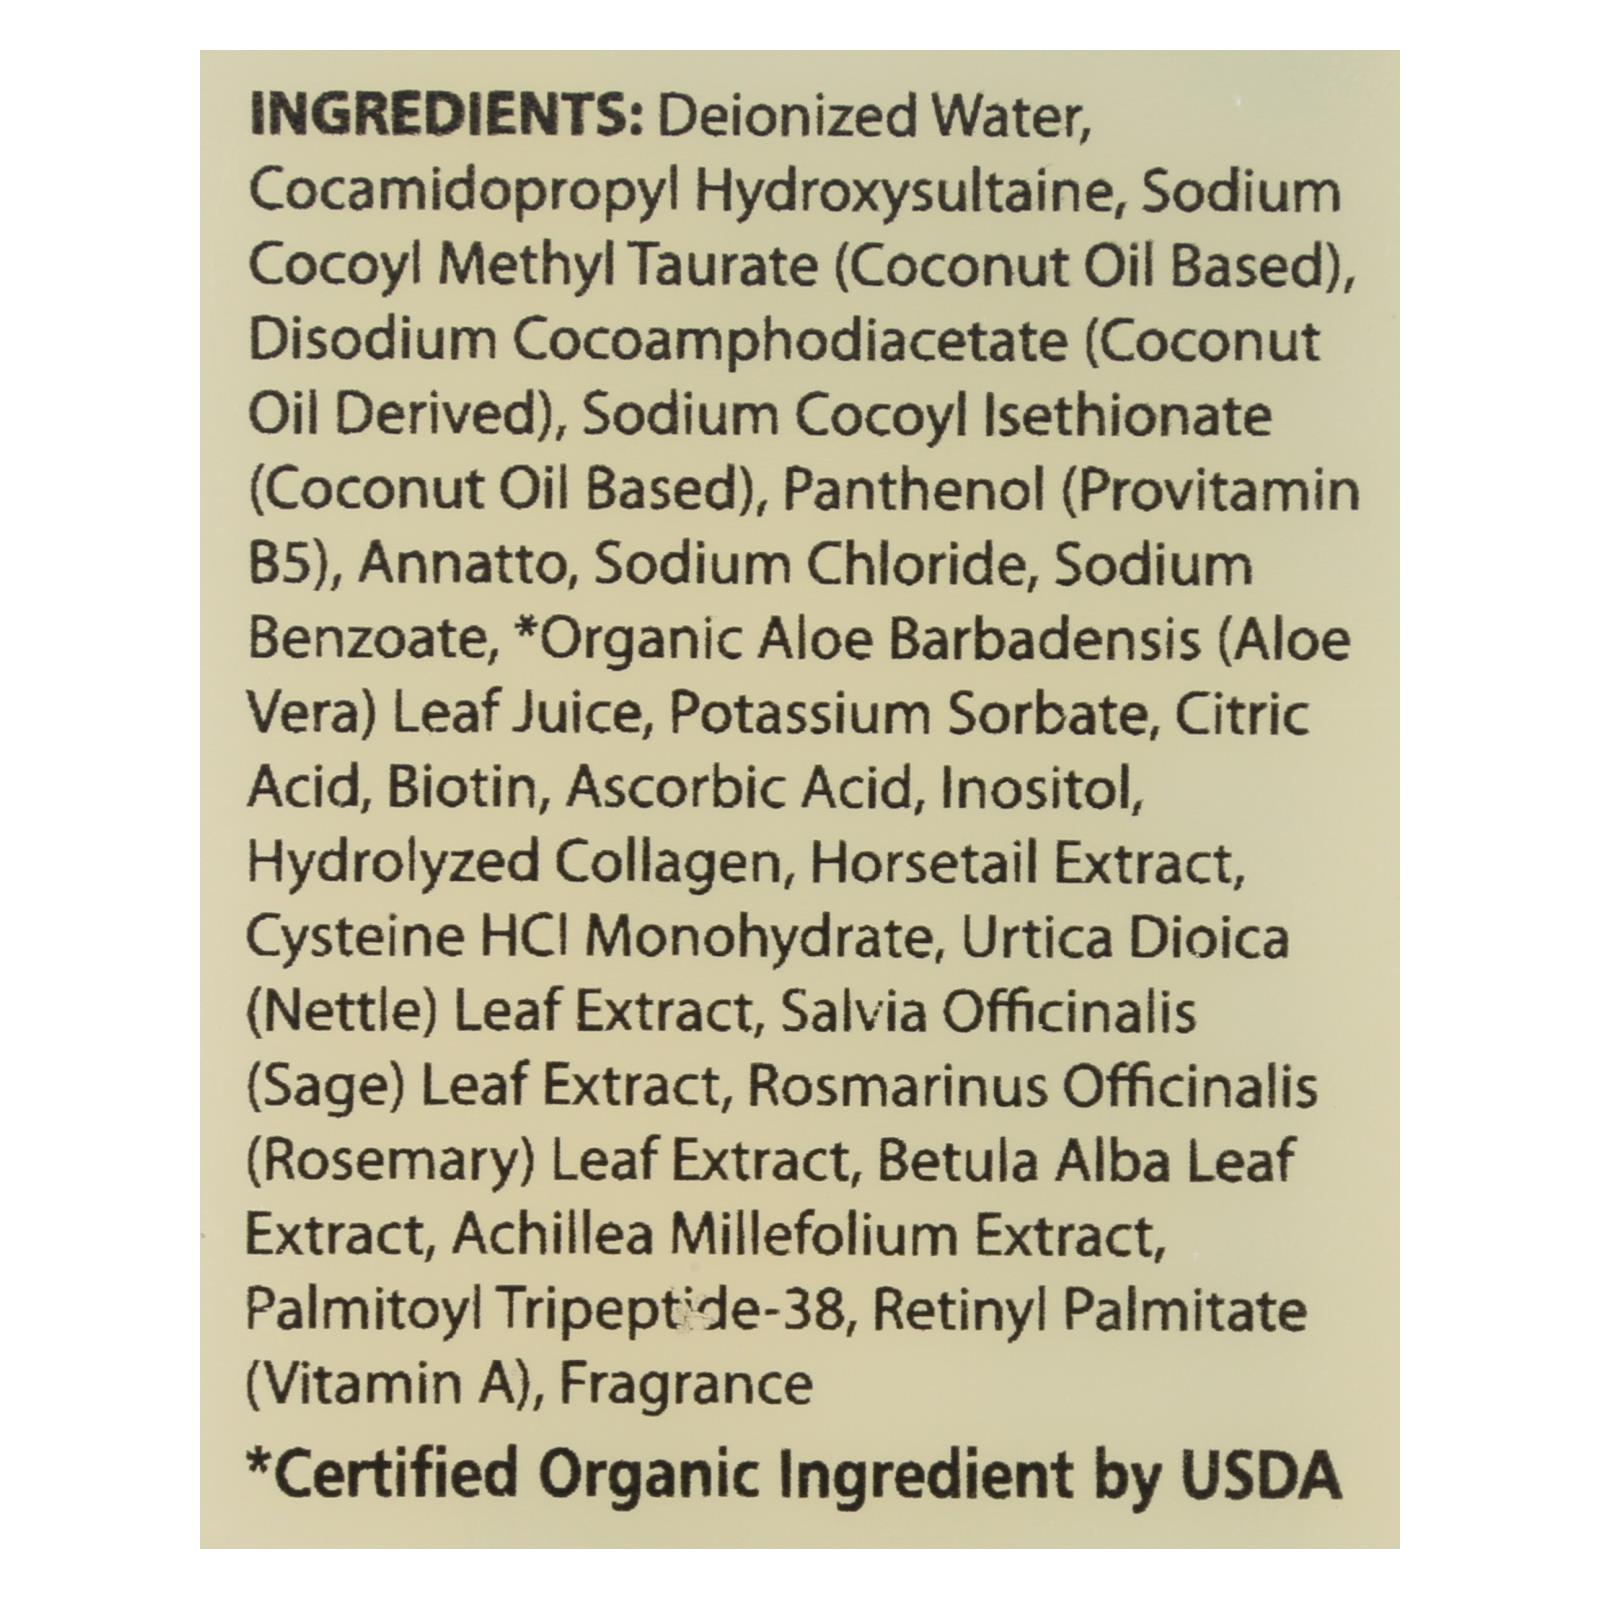 INGREDIENTS: Deionized Water,
Cocamidopropyl Hydroxysultaine, Sodium
Cocoyl Methyl Taurate (Coconut Oil Based),
Disodium Cocoamphodiacetate (Coconut
Oil Derived), Sodium Cocoyl Isethionate
(Coconut Oil Based), Panthenol (Provitamin
B5), Annatto, Sodium Chloride, Sodium
Benzoate, *Organic Aloe Barbadensis (Aloe
Vera) Leaf Juice, Potassium Sorbate, Citric
Acid, Biotin, Ascorbic Acid, Inositol,
Hydrolyzed Collagen, Horsetail Extract,
Cysteine HCl Monohydrate, Urtica Dioica
(Nettle) Leaf Extract, Salvia Officinalis
(Sage) Leaf Extract, Rosmarinus Officinalis
(Rosemary) Leaf Extract, Betula Alba Leaf
Extract, Achillea Millefolium Extract,
Palmitoyl Tripeptide-38, Retinyl Palmitate
(Vitamin A), Fragrance
*Certified Organic Ingredient by USDA